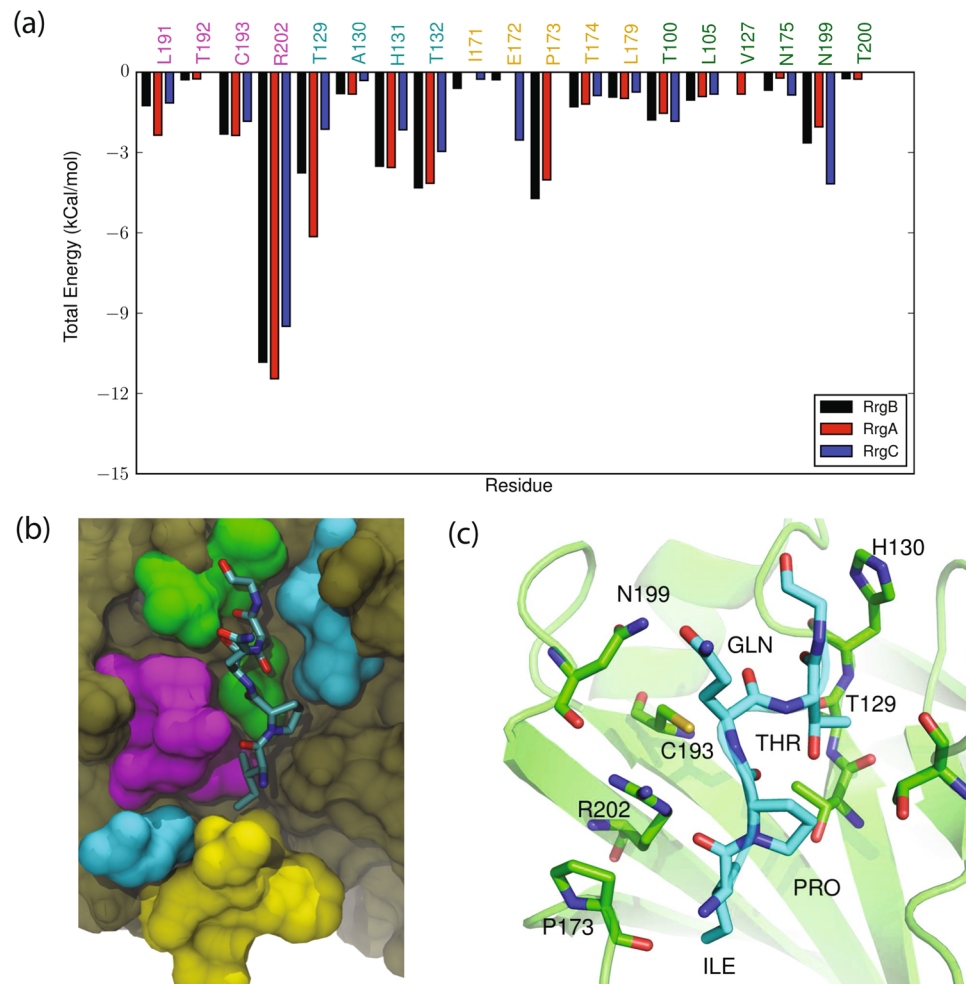 (a)
L191 T192 C193 R202 T129 A130 H131 T132 I171 E172 P173 T174 L179 T100 L105 V127 N175 N199 T200
0
−3
−6
−9
−12
−15
Total Energy (kCal/mol)
RrgB
RrgA
RrgC
Residue
(b)
(c)
H130
N199
GLN
T129
C193
THR
R202
PRO
P173
ILE